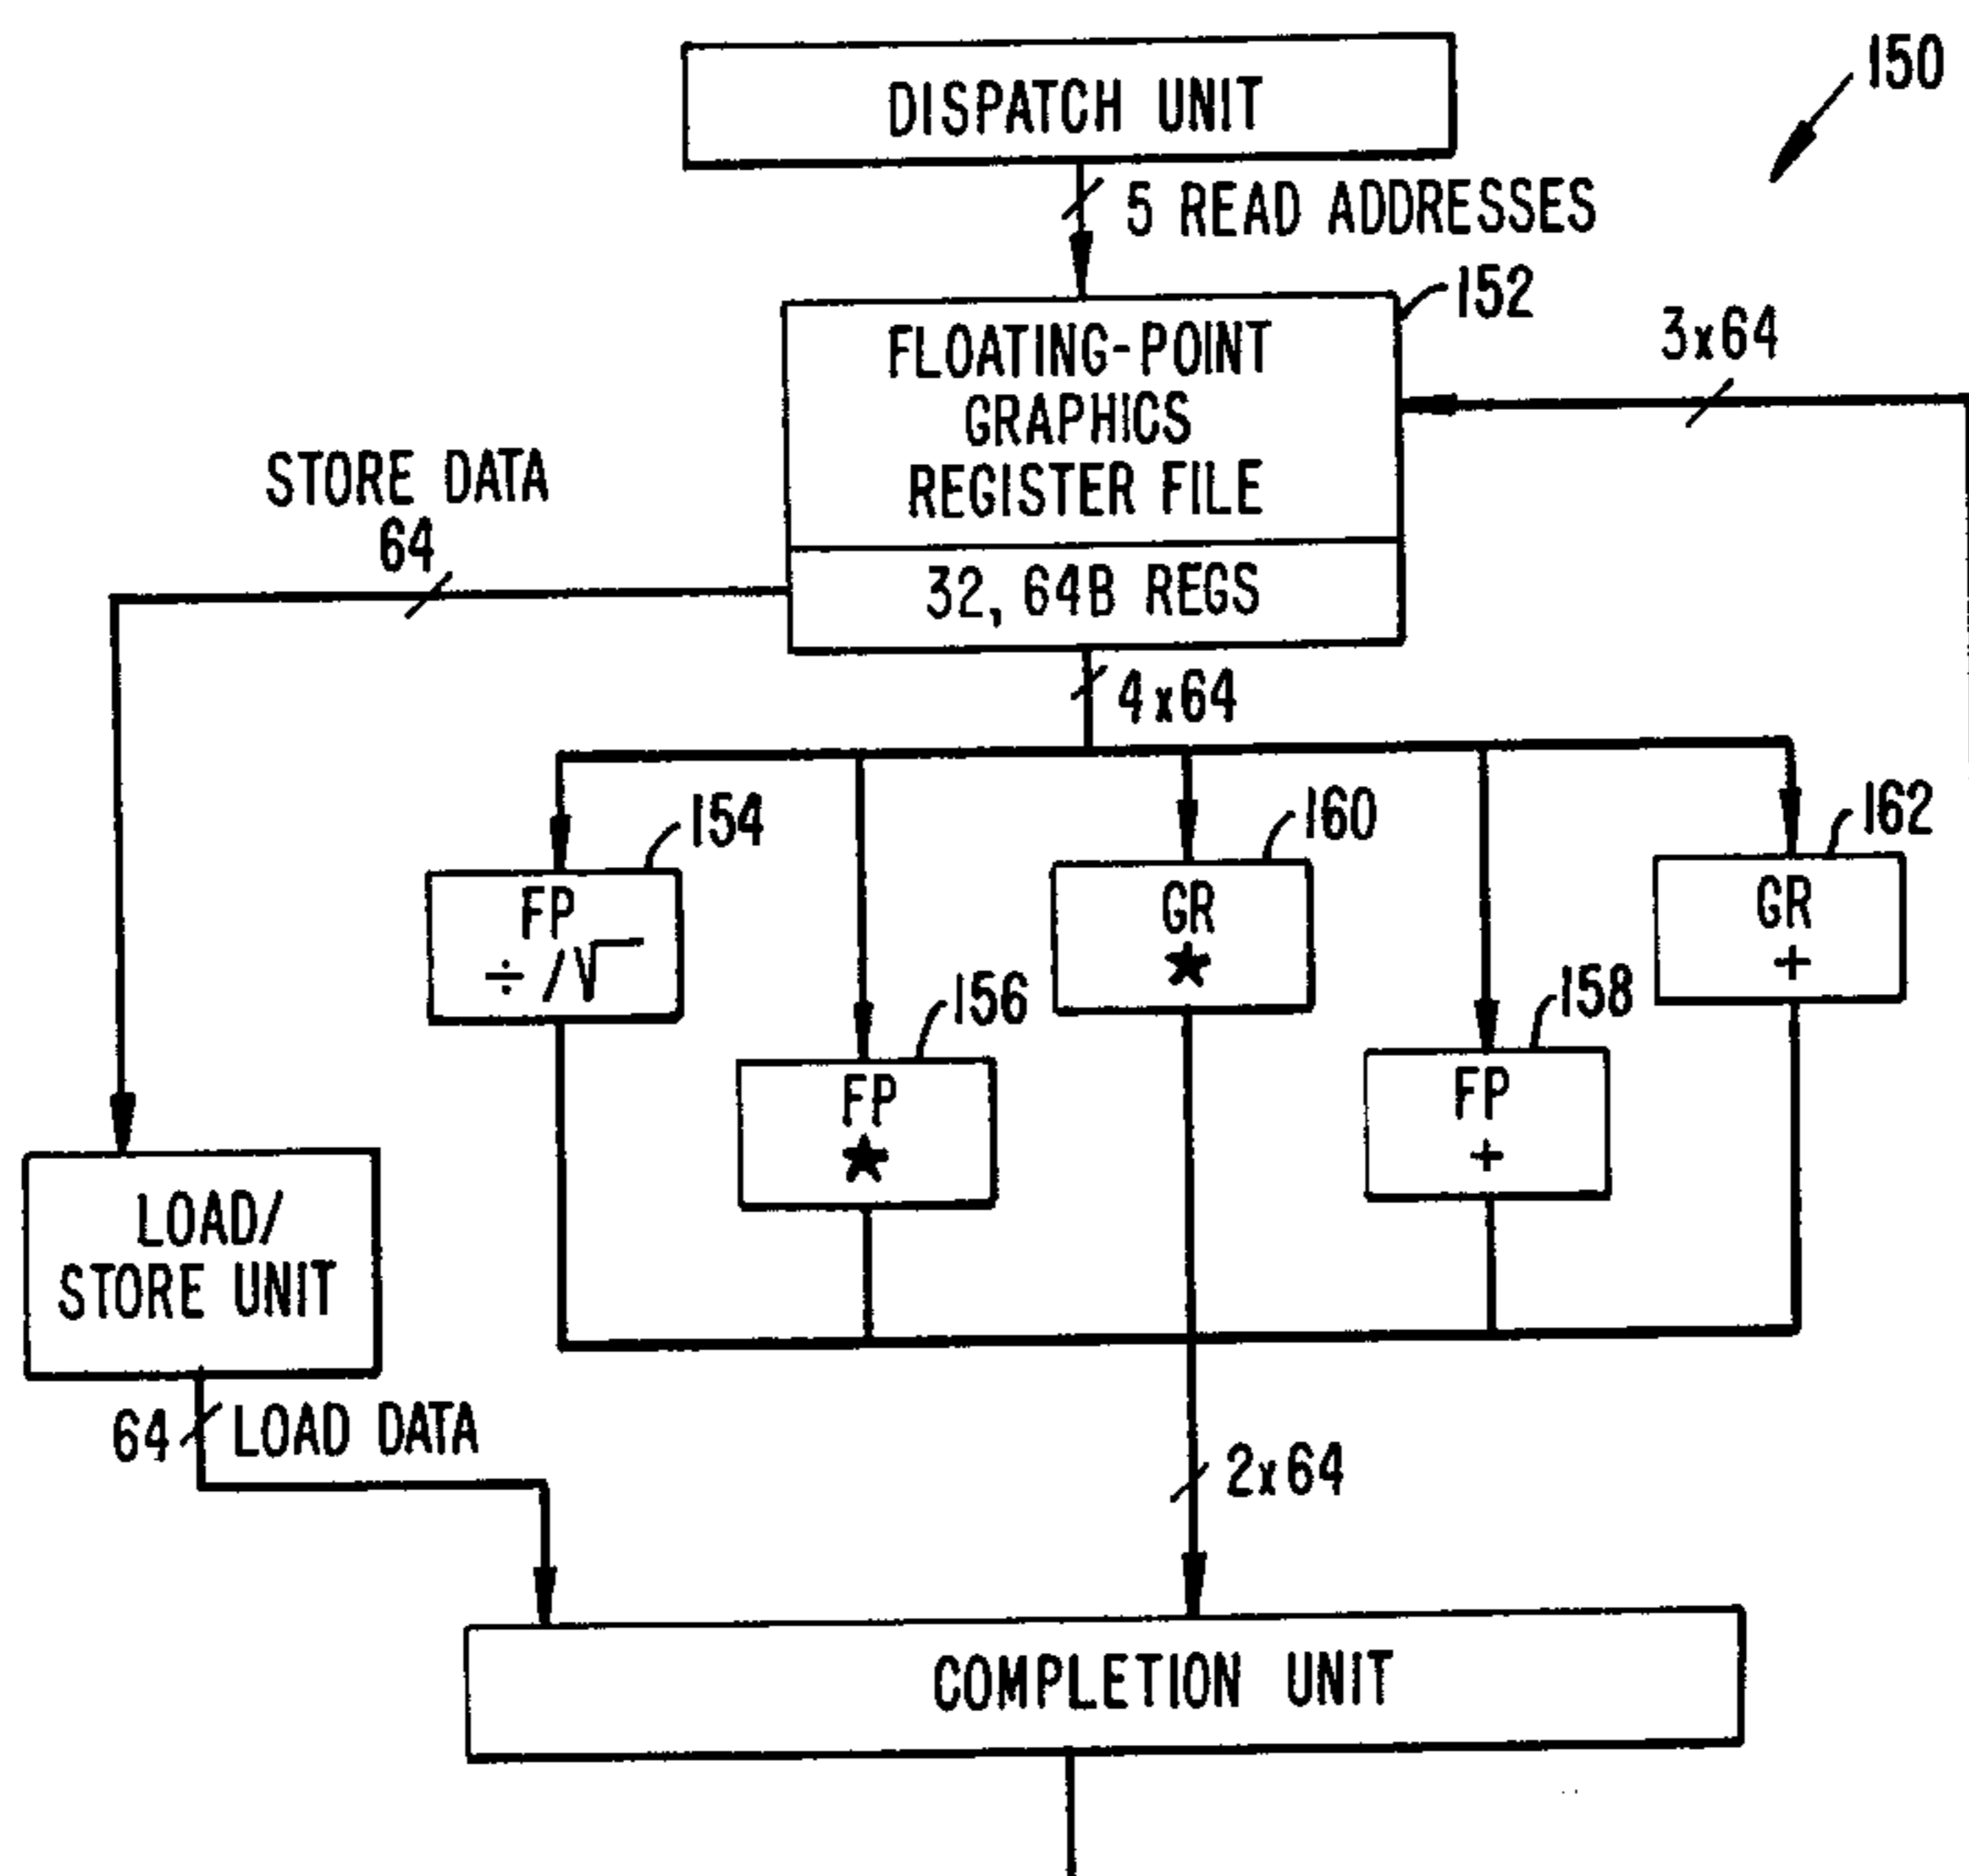 DISPATCH UNIT
150
5 READ ADDRESSES
152
FLOATING-POINT
GRAPHICS
REGISTER FILE
3x64
STORE DATA
64
32, 64B REGS
4x64
154
160
162
FP
÷ /√
GR
★
GR
+
156
158
FP
★
FP
+
LOAD/
STORE UNIT
64
LOAD DATA
2x64
COMPLETION UNIT